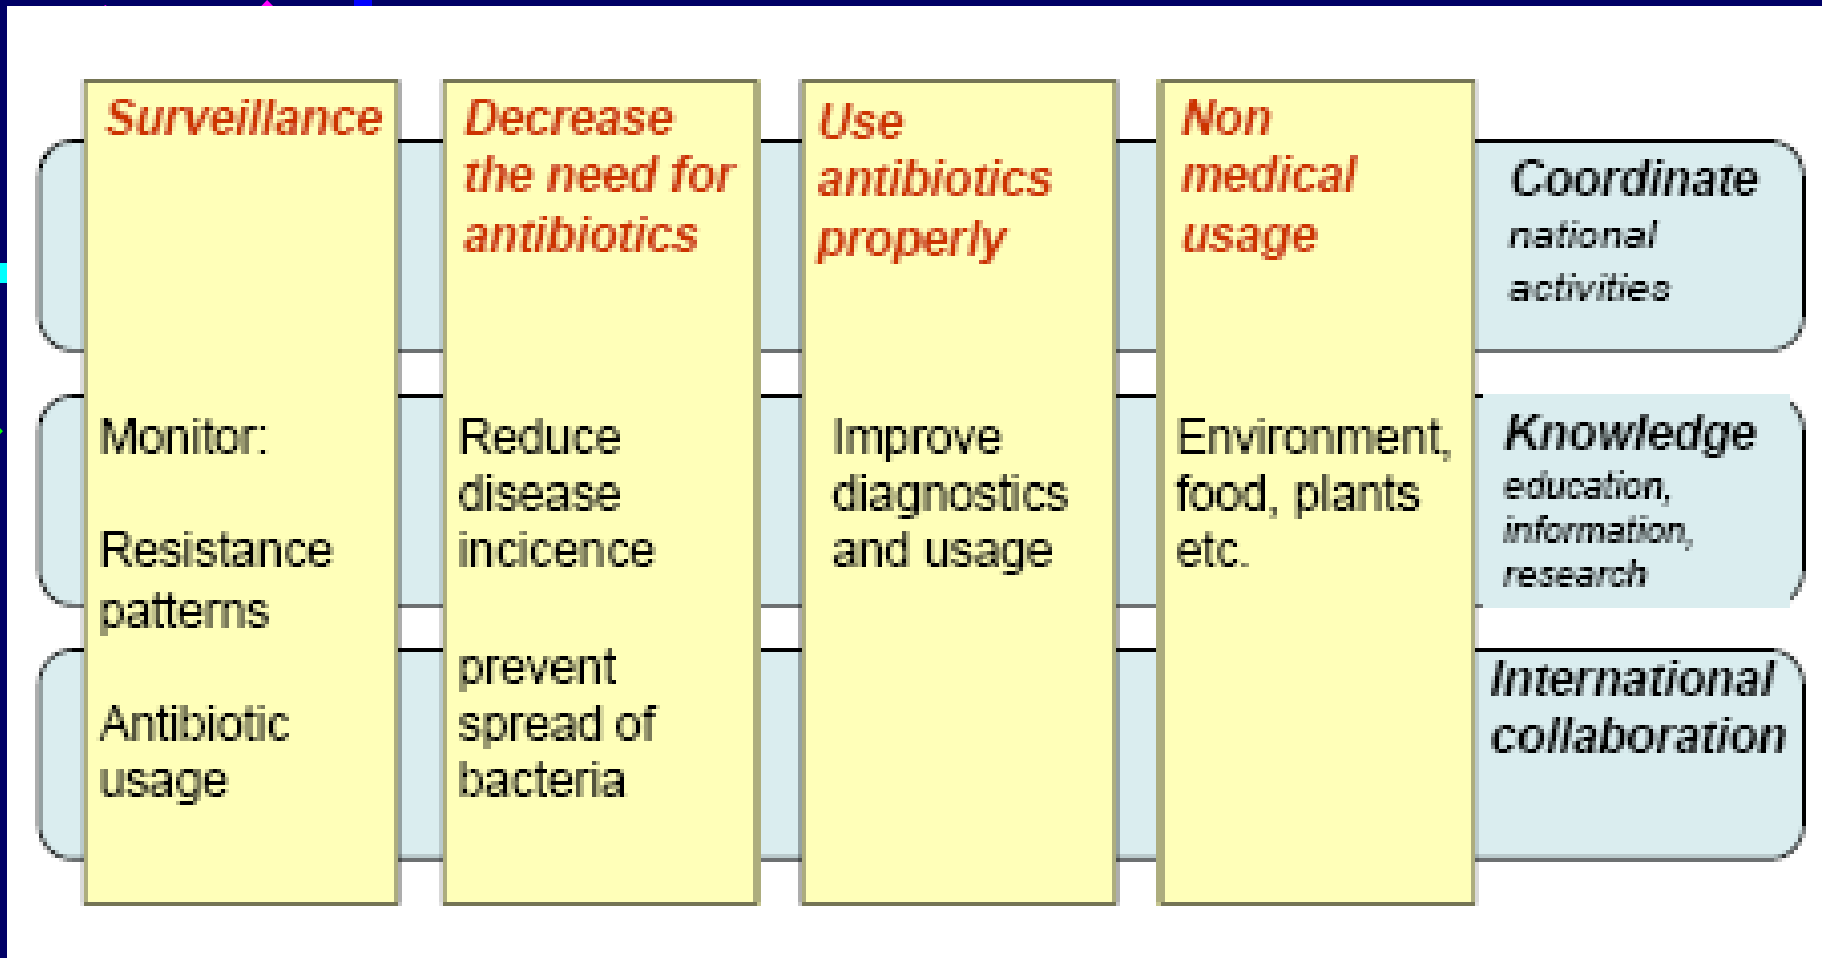 Surveillance
Monitor:
Resistance
patterns
Antibiotic
usage
Decrease
the need for
antibiotics
Reduce
disease
incicence
prevent
spread of
bacteria
Use
antibiotics
properly
Improve
diagnostics
and usage
Non
medical
usage
Environment,
food, plants
etc.
Coordinate
national
activities
Knowledge
education,
information,
research
International
collaboration